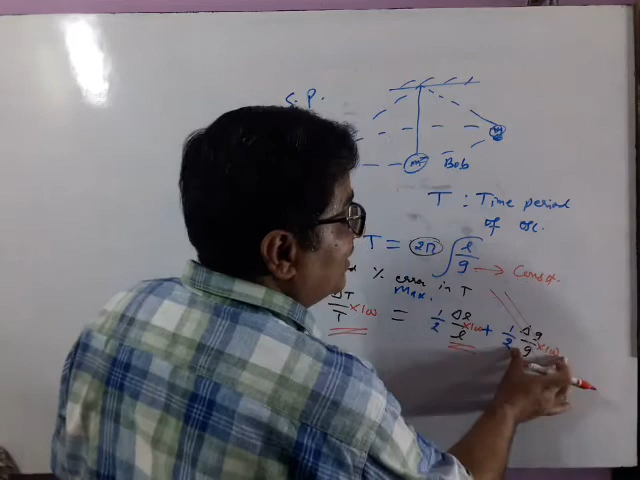 S.P.
m
m Bob
T : Time period
of osc.
T = 2π √ l/g → Const.
% error in T
Max.
ΔT/T ×100 = 1/2 Δl/l ×100 + 1/2 Δg/g ×100